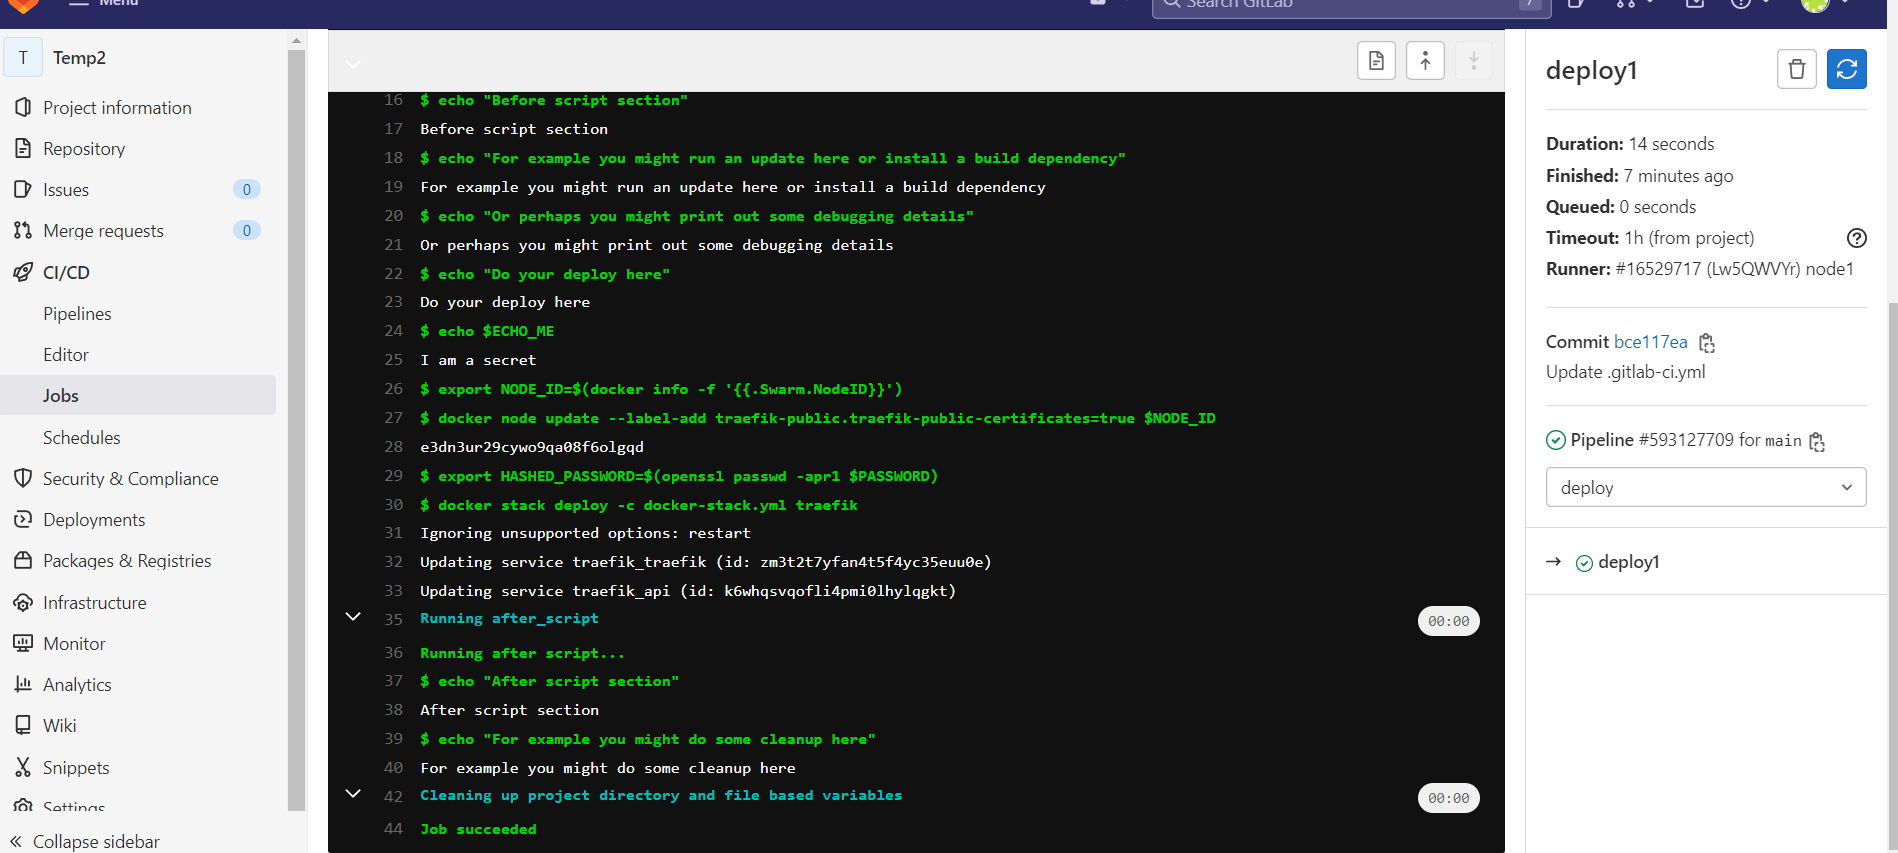 Menu
Search GitLab
/
T
Temp2
Project information
Repository
Issues
0
Merge requests
0
CI/CD
Pipelines
Editor
Jobs
Schedules
Security & Compliance
Deployments
Packages & Registries
Infrastructure
Monitor
Analytics
Wiki
Snippets
Settings
Collapse sidebar
16 $ echo "Before script section"
17 Before script section
18 $ echo "For example you might run an update here or install a build dependency"
19 For example you might run an update here or install a build dependency
20 $ echo "Or perhaps you might print out some debugging details"
21 Or perhaps you might print out some debugging details
22 $ echo "Do your deploy here"
23 Do your deploy here
24 $ echo $ECHO_ME
25 I am a secret
26 $ export NODE_ID=$(docker info -f '{{.Swarm.NodeID}}')
27 $ docker node update --label-add traefik-public.traefik-public-certificates=true $NODE_ID
28 e3dn3ur29cywo9qa08f6olgqd
29 $ export HASHED_PASSWORD=$(openssl passwd -apr1 $PASSWORD)
30 $ docker stack deploy -c docker-stack.yml traefik
31 Ignoring unsupported options: restart
32 Updating service traefik_traefik (id: zm3t2t7yfan4t5f4yc35euu0e)
33 Updating service traefik_api (id: k6whqsvqofli4pmi0lhylqgkt)
35 Running after_script
00:00
36 Running after script...
37 $ echo "After script section"
38 After script section
39 $ echo "For example you might do some cleanup here"
40 For example you might do some cleanup here
42 Cleaning up project directory and file based variables
00:00
44 Job succeeded
deploy1
Duration: 14 seconds
Finished: 7 minutes ago
Queued: 0 seconds
Timeout: 1h (from project)
Runner: #16529717 (Lw5QWVYr) node1
Commit bce117ea
Update .gitlab-ci.yml
Pipeline #593127709 for main
deploy
→ deploy1